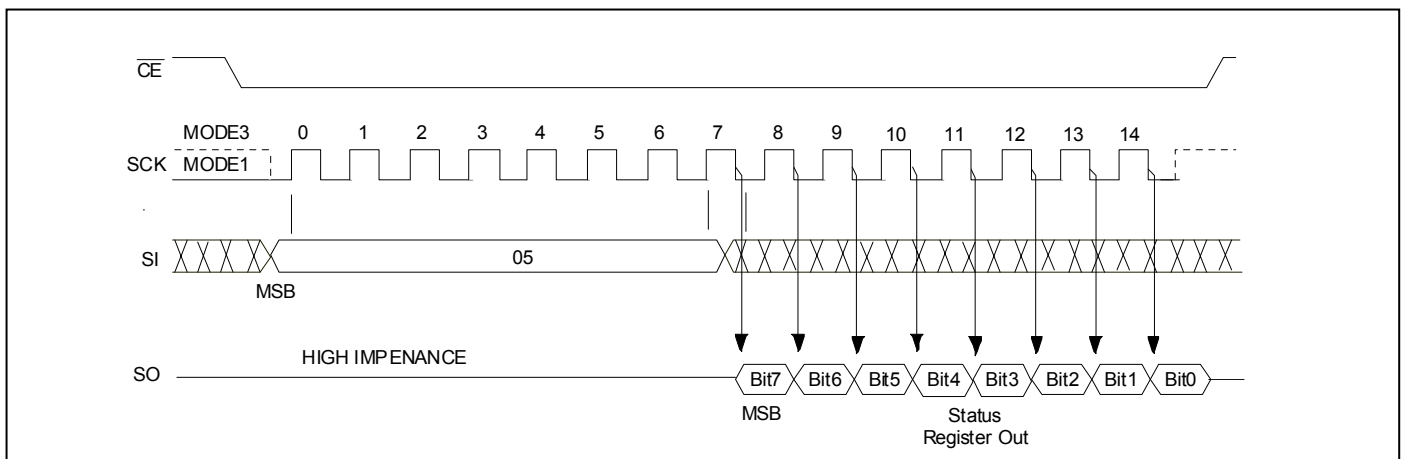 CE
MODE3 0 1 2 3 4 5 6 7 8 9 10 11 12 13 14
SCK MODE1
SI 05
MSB
HIGH IMPENANCE
SO Bit7 Bit6 Bit5 Bit4 Bit3 Bit2 Bit1 Bit0
MSB Status
Register Out